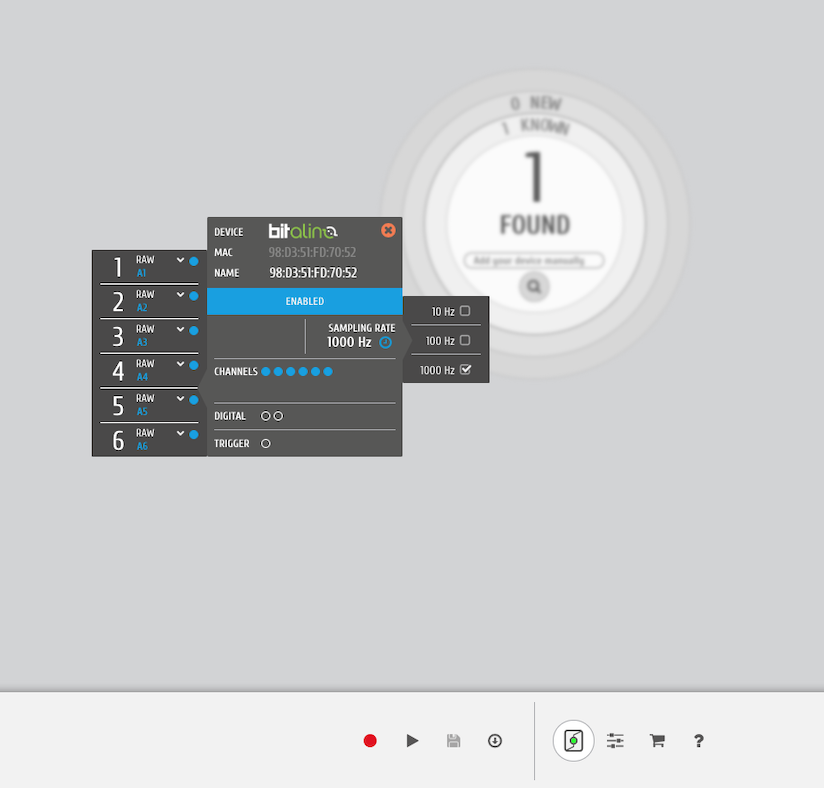 0 NEW
1 KNOWN
1
FOUND
Add your device manually
DEVICE bitalino
MAC 98:D3:51:FD:70:52
NAME 98:D3:51:FD:70:52
ENABLED
SAMPLING RATE
1000 Hz
CHANNELS
DIGITAL
TRIGGER
1 RAW
A1
2 RAW
A2
3 RAW
A3
4 RAW
A4
5 RAW
A5
6 RAW
A6
10 Hz
100 Hz
1000 Hz
?